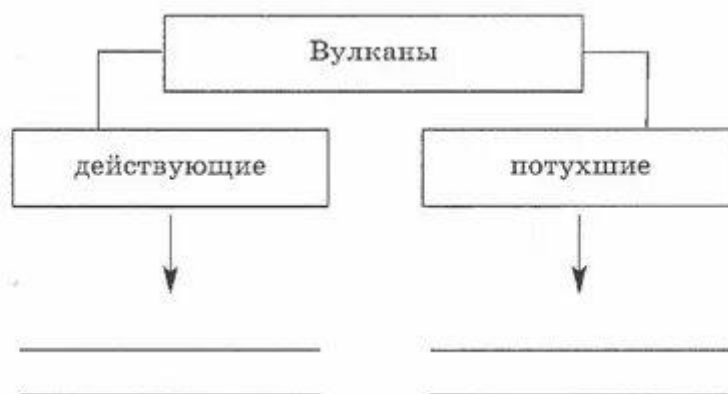 Вулканы
действующие
потухшие